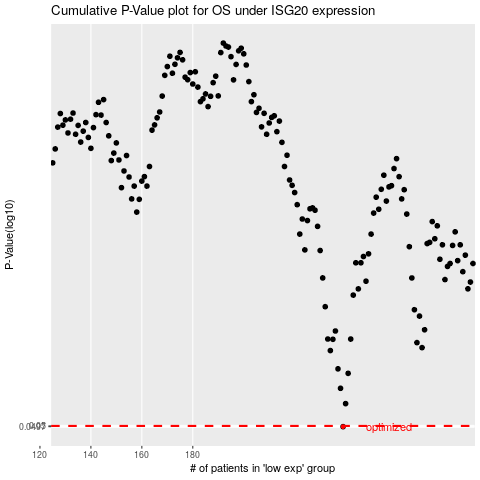 Cumulative P-Value plot for OS under ISG20 expression
P-Value(log10)
optimized
120 140 160 180
# of patients in 'low exp' group